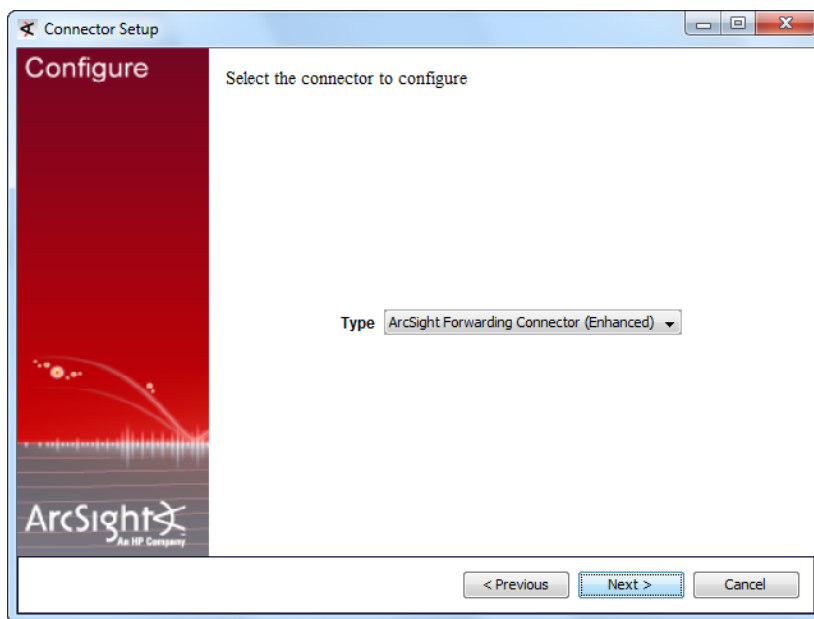 Connector Setup
Configure
Select the connector to configure
Type ArcSight Forwarding Connector (Enhanced)
ArcSight
An HP Company
< Previous Next > Cancel